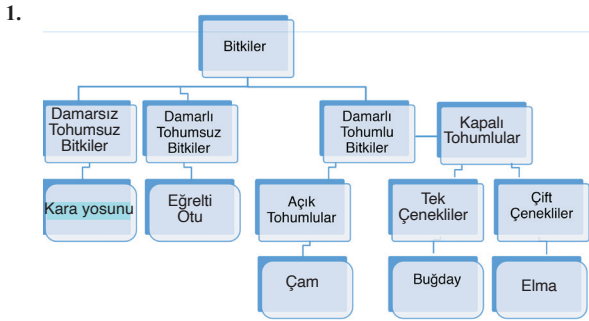 1.
Bitkiler
Damarsız
Tohumsuz
Bitkiler
Damarlı
Tohumsuz
Bitkiler
Damarlı
Tohumlu
Bitkiler
Kapalı
Tohumlular
Kara yosunu
Eğrelti
Otu
Açık
Tohumlular
Tek
Çenekliler
Çift
Çenekliler
Çam
Buğday
Elma